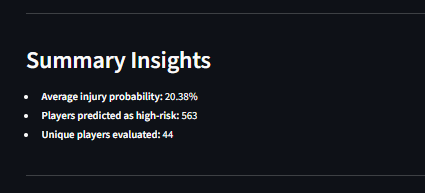 Summary Insights
Average injury probability: 20.38%
Players predicted as high-risk: 563
Unique players evaluated: 44